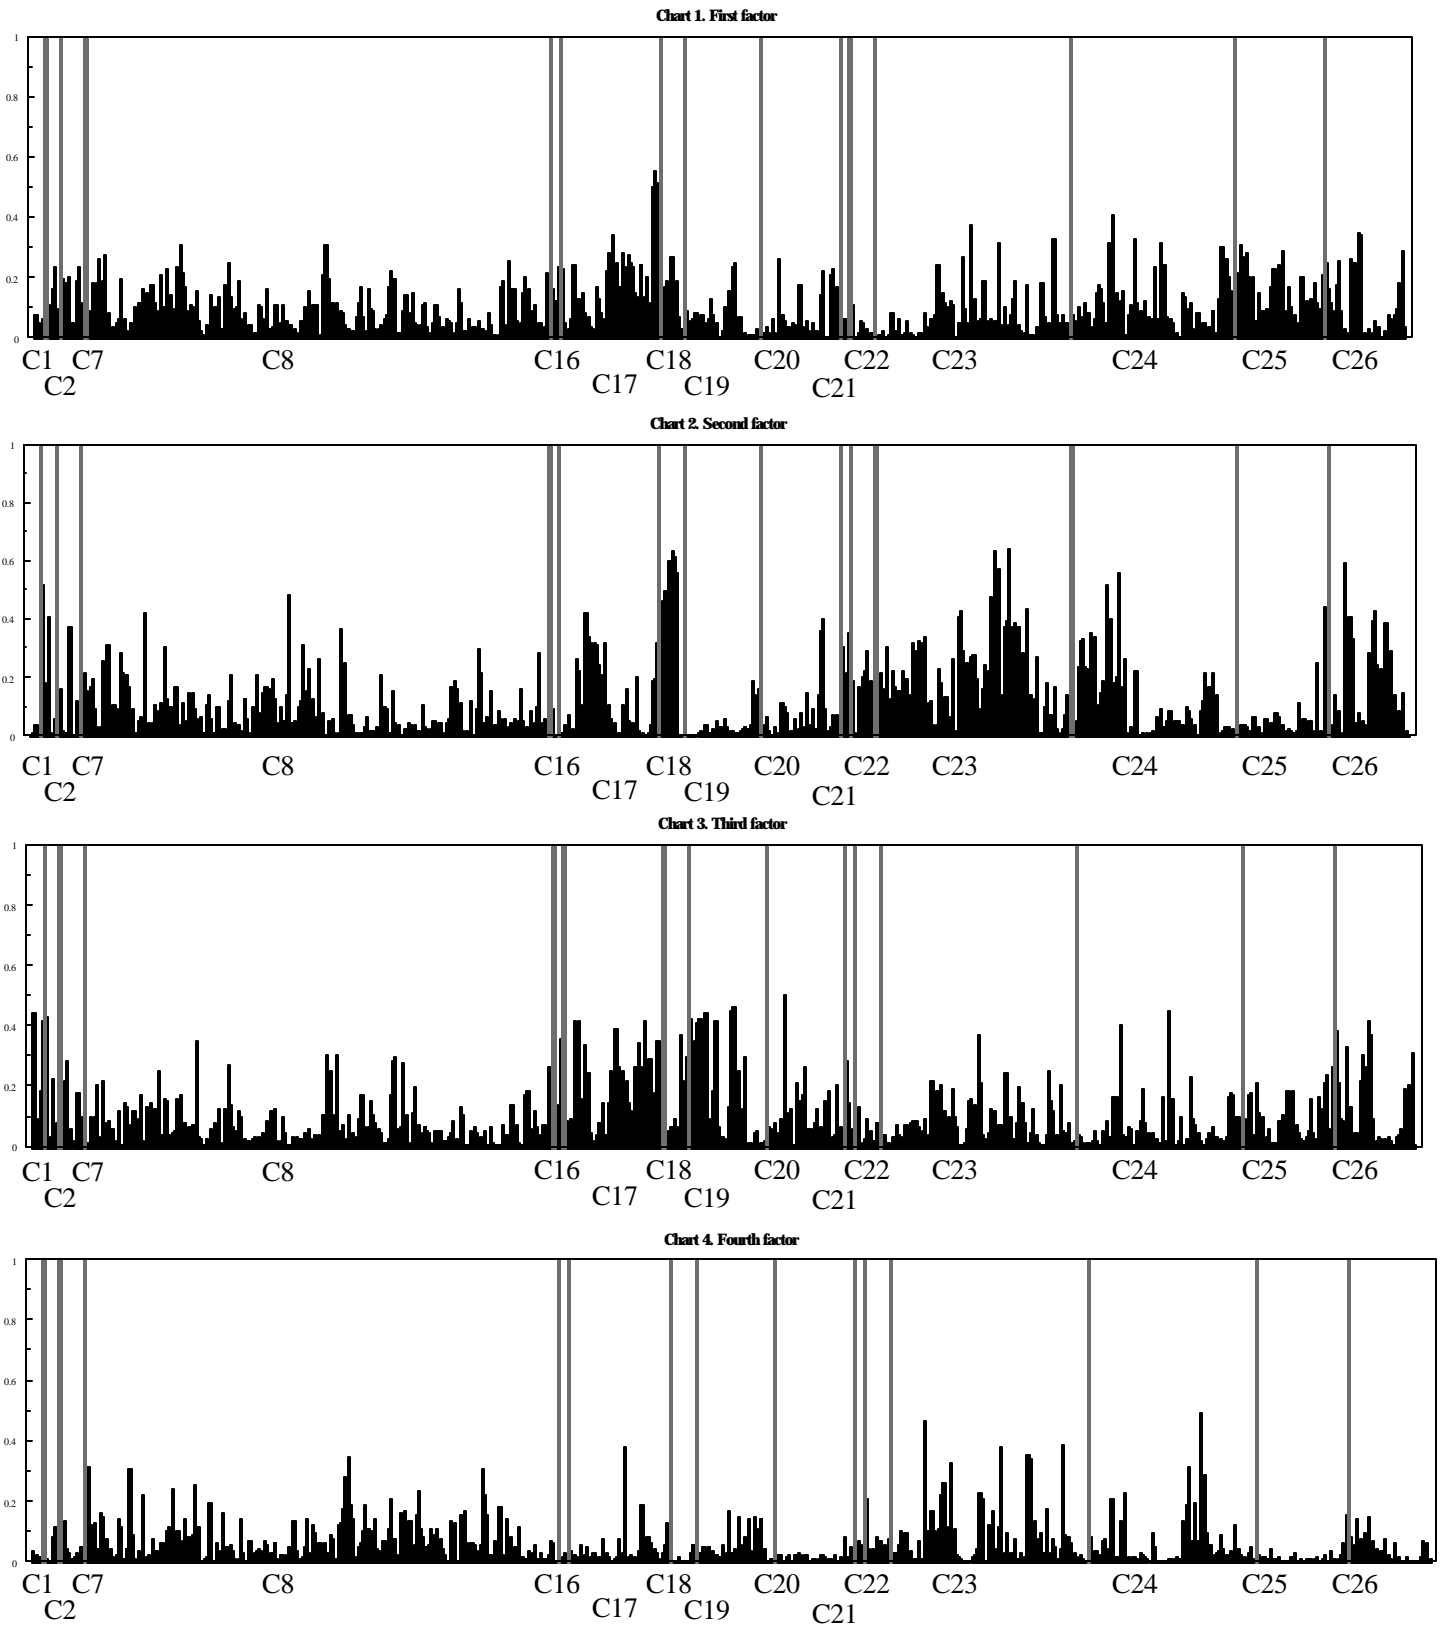 Chart 1. First factor
1
0.8
0.6
0.4
0.2
0
C1 C7 C8 C16 C18 C20 C22 C23 C24 C25 C26
C2 C17 C19 C21
Chart 2. Second factor
1
0.8
0.6
0.4
0.2
0
C1 C7 C8 C16 C18 C20 C22 C23 C24 C25 C26
C2 C17 C19 C21
Chart 3. Third factor
1
0.8
0.6
0.4
0.2
0
C1 C7 C8 C16 C18 C20 C22 C23 C24 C25 C26
C2 C17 C19 C21
Chart 4. Fourth factor
1
0.8
0.6
0.4
0.2
0
C1 C7 C8 C16 C18 C20 C22 C23 C24 C25 C26
C2 C17 C19 C21